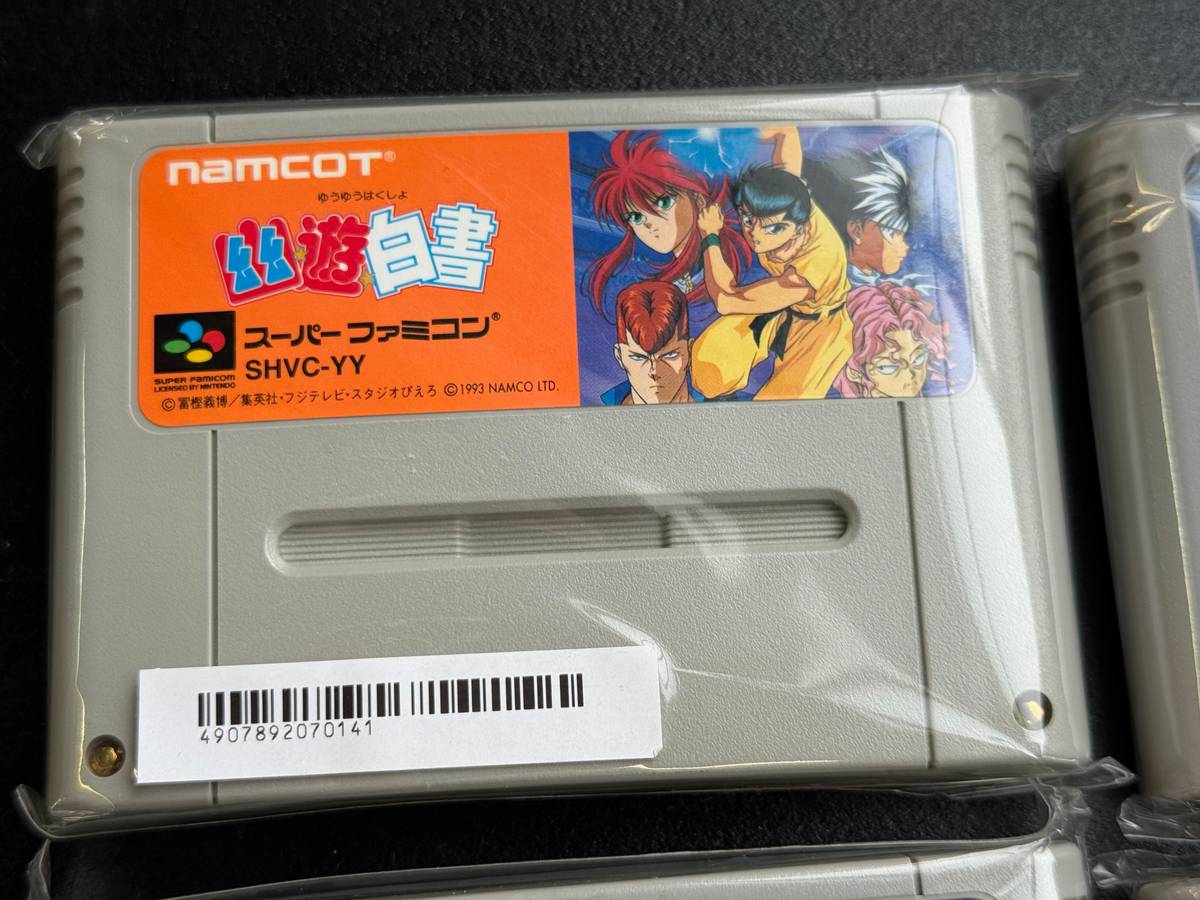 namcot®
ゆうゆうはくしょ
幽遊白書
スーパーファミコン®
SHVC-YY
SUPER FAMICOM
LICENSED BY NINTENDO
©冨樫義博/集英社・フジテレビ・スタジオぴえろ ©1993 NAMCO LTD.
4907892070141